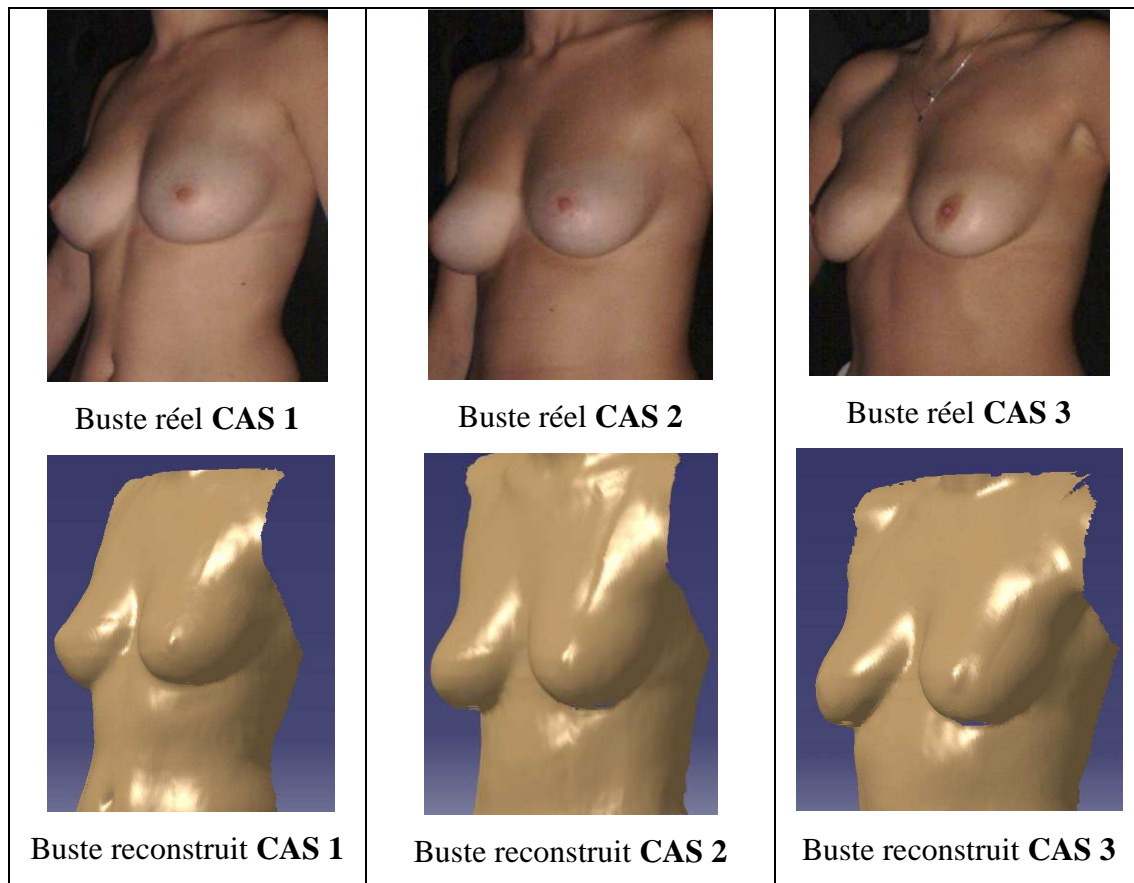 Buste réel CAS 1
Buste réel CAS 2
Buste réel CAS 3
Buste reconstruit CAS 1
Buste reconstruit CAS 2
Buste reconstruit CAS 3